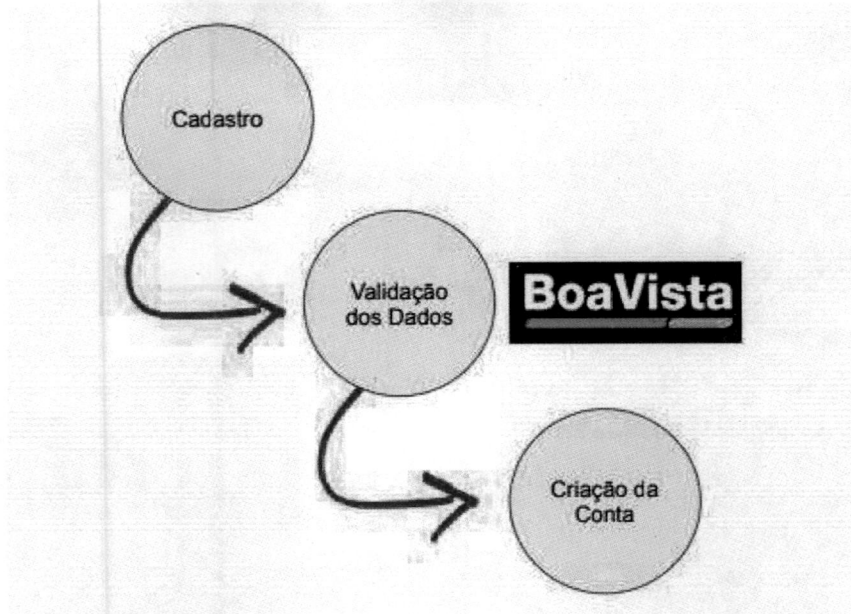 Cadastro
Validação
dos Dados
BoaVista
Criação da
Conta